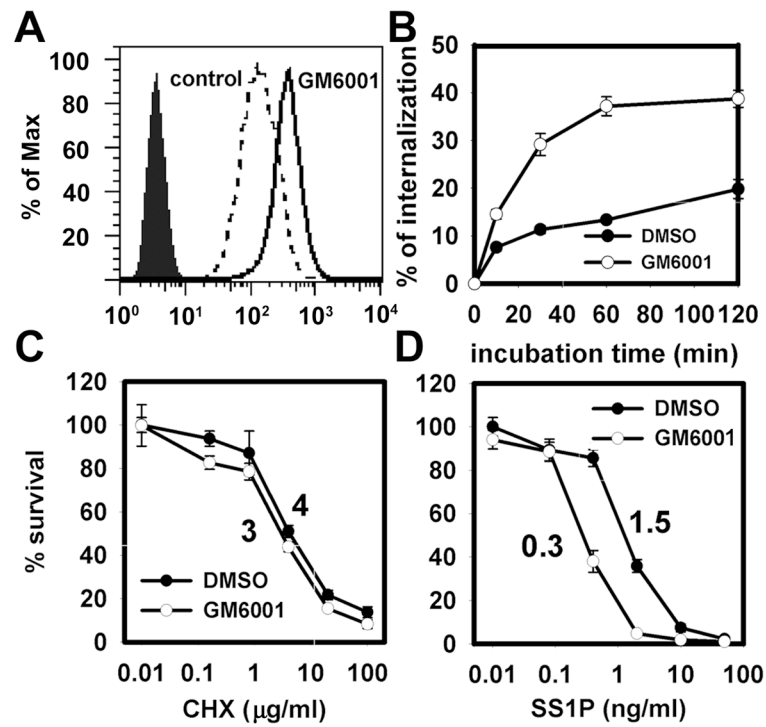 A
control
GM6001
% of Max
100
80
60
40
20
10⁰
10¹
10²
10³
10⁴
B
% of internalization
50
40
30
20
10
0
DMSO
GM6001
0
20
40
60
80
100
120
incubation time (min)
C
% survival
120
100
80
60
40
20
0
3
4
DMSO
GM6001
0.01
0.1
1
10
100
CHX (μg/ml)
D
120
100
80
60
40
20
0
DMSO
GM6001
0.3
1.5
0.01
0.1
1
10
100
SS1P (ng/ml)